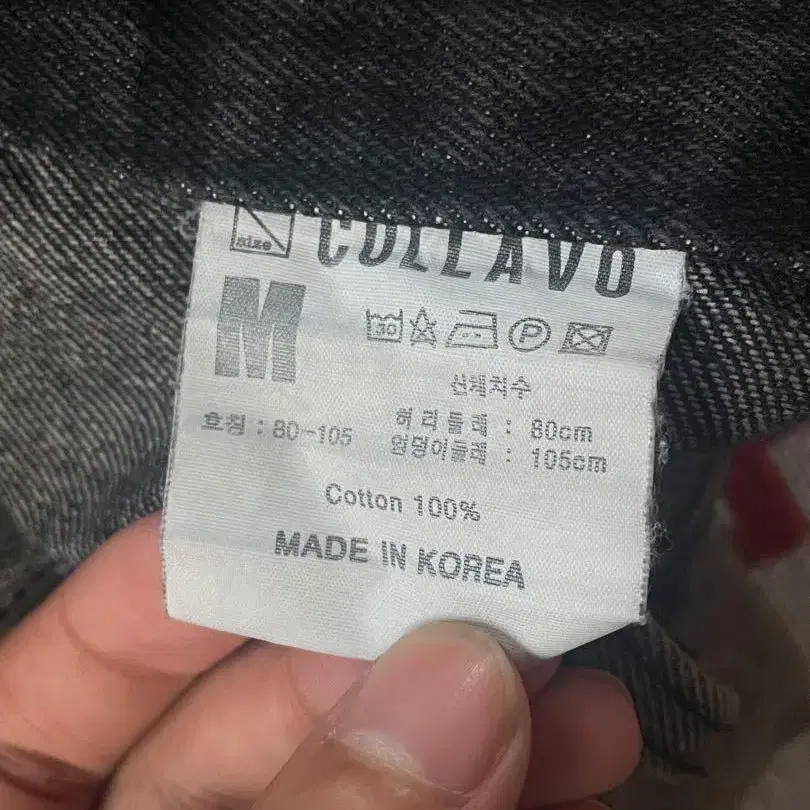 size COLLAVO
M
30 P
신체치수
호칭 : 80-105 허리둘레 : 80cm
엉덩이둘레 : 105cm
Cotton 100%
MADE IN KOREA